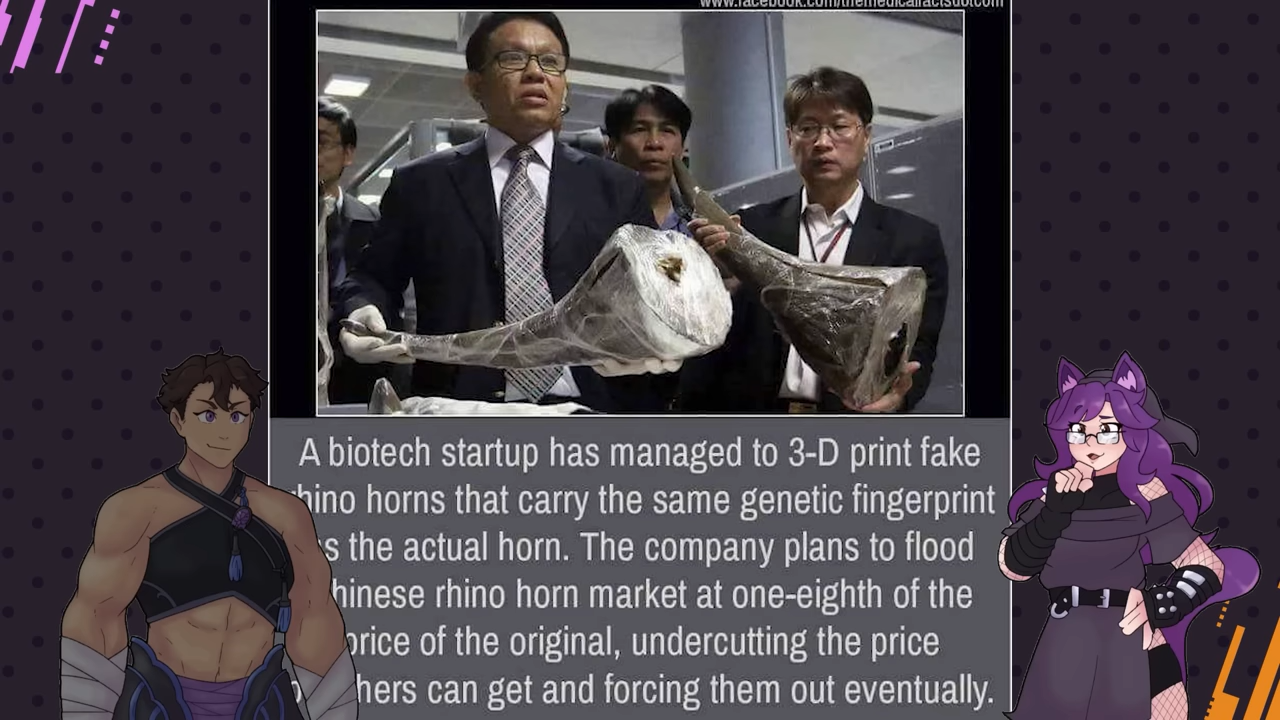 www.facebook.com/themedicalfactsdotcom
A biotech startup has managed to 3-D print fake
hino horns that carry the same genetic fingerprint
s the actual horn. The company plans to flood
hinese rhino horn market at one-eighth of the
price of the original, undercutting the price
hers can get and forcing them out eventually.